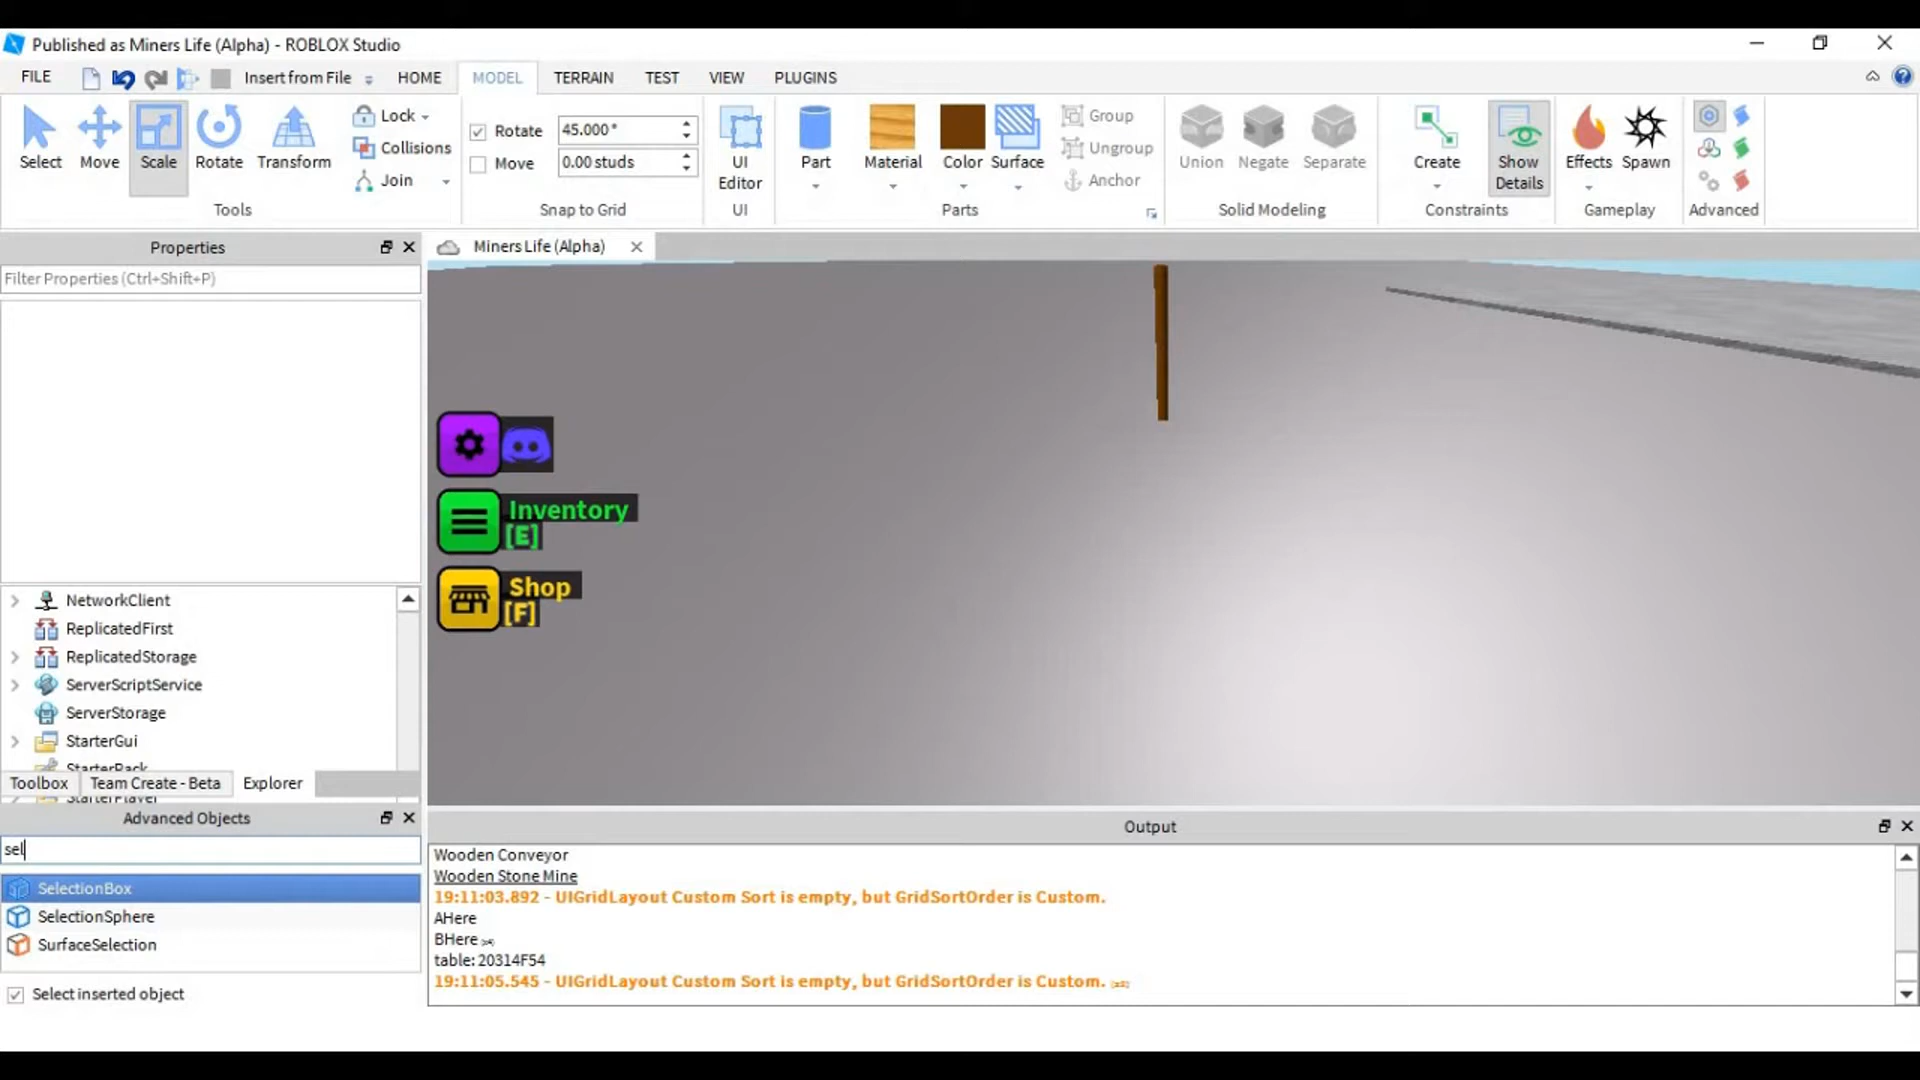 Published as Miners Life (Alpha) - ROBLOX Studio
FILE
Insert from File
HOME
MODEL
TERRAIN
TEST
VIEW
PLUGINS
Select
Move
Scale
Rotate
Transform
Lock
Collisions
Join
Tools
Rotate
45.000°
Move
0.00 studs
Snap to Grid
UI
Editor
UI
Part
Material
Color
Surface
Group
Ungroup
Anchor
Parts
Union
Negate
Separate
Solid Modeling
Create
Show
Details
Constraints
Effects
Spawn
Gameplay
Advanced
Properties
Filter Properties (Ctrl+Shift+P)
Miners Life (Alpha)
Inventory
[E]
Shop
[F]
NetworkClient
ReplicatedFirst
ReplicatedStorage
ServerScriptService
ServerStorage
StarterGui
StarterPack
Toolbox
Team Create - Beta
Explorer
StarterPlayer
Advanced Objects
sel
SelectionBox
SelectionSphere
SurfaceSelection
Select inserted object
Output
Wooden Conveyor
Wooden Stone Mine
19:11:03.892 - UIGridLayout Custom Sort is empty, but GridSortOrder is Custom.
AHere
BHere
table: 20314F54
19:11:05.545 - UIGridLayout Custom Sort is empty, but GridSortOrder is Custom.